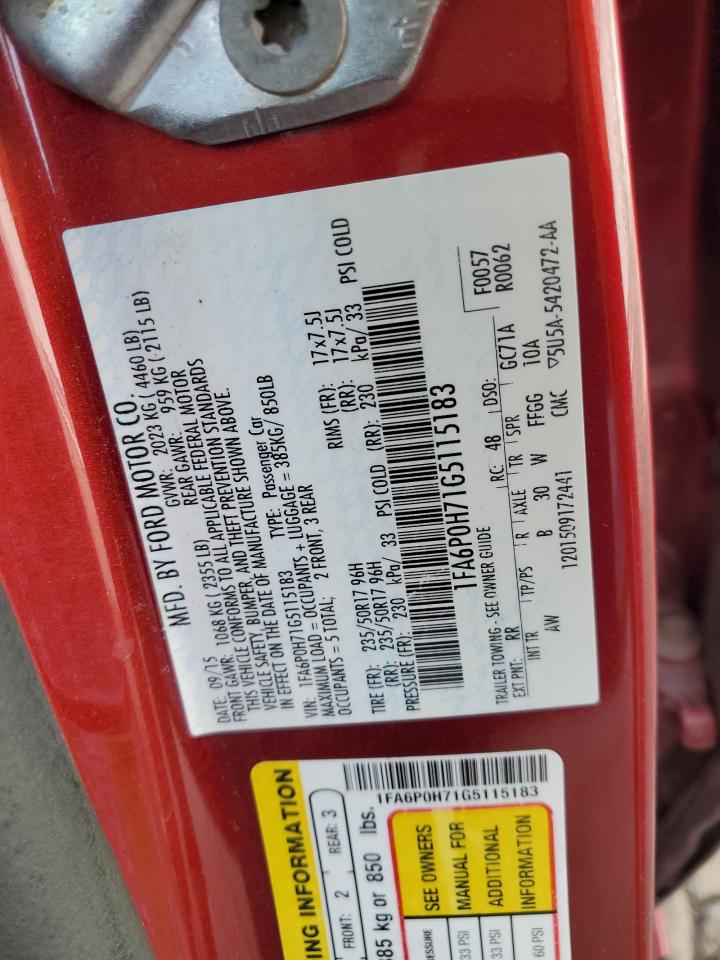 MFD. BY FORD MOTOR CO.
DATE: 09/15 GVWR: 2023 KG ( 4460 LB)
FRONT GAWR: 1068 KG ( 2355 LB) REAR GAWR: 959 KG ( 2115 LB)
THIS VEHICLE CONFORMS TO ALL APPLICABLE FEDERAL MOTOR
VEHICLE SAFETY, BUMPER, AND THEFT PREVENTION STANDARDS
IN EFFECT ON THE DATE OF MANUFACTURE SHOWN ABOVE.
VIN: 1FA6P0H71G5115183 TYPE: Passenger Car
MAXIMUM LOAD = OCCUPANTS + LUGGAGE = 385KG/ 850LB
OCCUPANTS = 5 TOTAL; 2 FRONT, 3 REAR
TIRE (FR): 235/50R17 96H RIMS (FR): 17x7.5J
(RR): 235/50R17 96H (RR): 17x7.5J
PRESSURE (FR): 230 kPa/ 33 PSI COLD (RR): 230 kPa/ 33 PSI COLD
1FA6P0H71G5115183
TRAILER TOWING - SEE OWNER GUIDE
F0057
R0062
EXT PNT: RR RC: 48 DSO:
INT TR TP/PS R AXLE TR SPR GC71A
AW B 30 W FFGG 10A
1201509172441 CMC ▽5U5A-5420472-AA
1FA6P0H71G5115183
ING INFORMATION
FRONT: 2 REAR: 3
385 kg or 850 lbs.
SEE OWNERS
MANUAL FOR
ADDITIONAL
INFORMATION
33 PSI
33 PSI
60 PSI